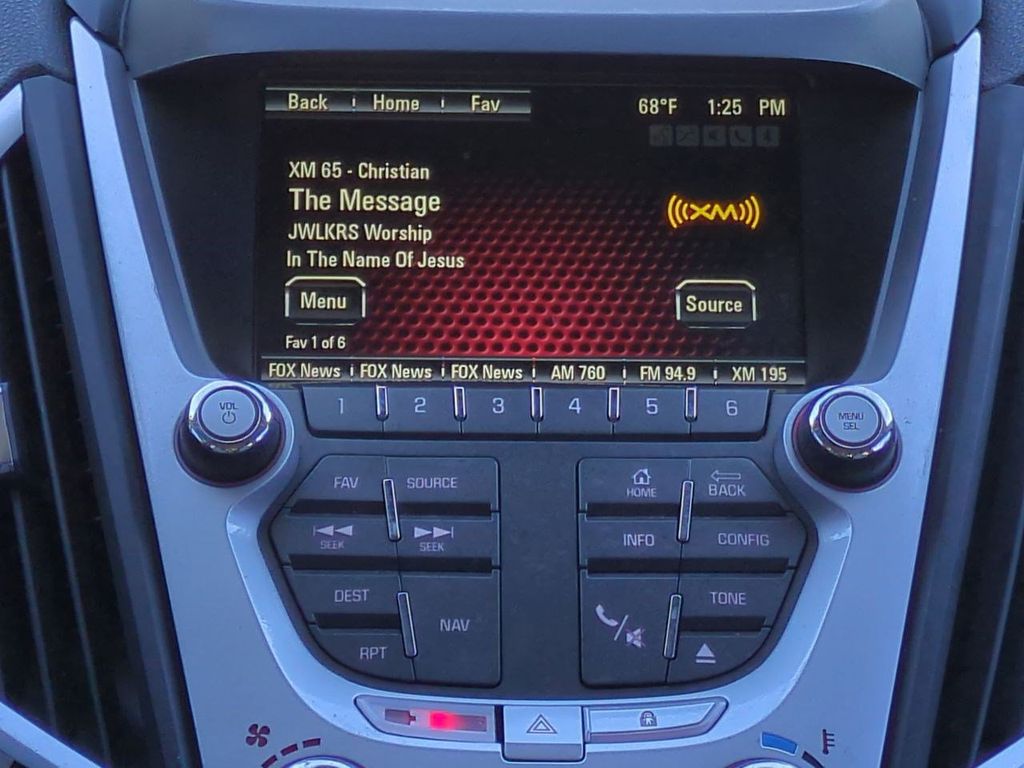 Back Home Fav 68°F 1:25 PM
XM 65 - Christian
The Message
XM
JWLKRS Worship
In The Name Of Jesus
Menu Source
Fav 1 of 6
FOX News FOX News FOX News AM 760 FM 94.9 XM 195
1 2 3 4 5 6
VOL
MENU
SEL
FAV SOURCE
HOME BACK
SEEK SEEK
INFO CONFIG
DEST NAV
RPT
TONE